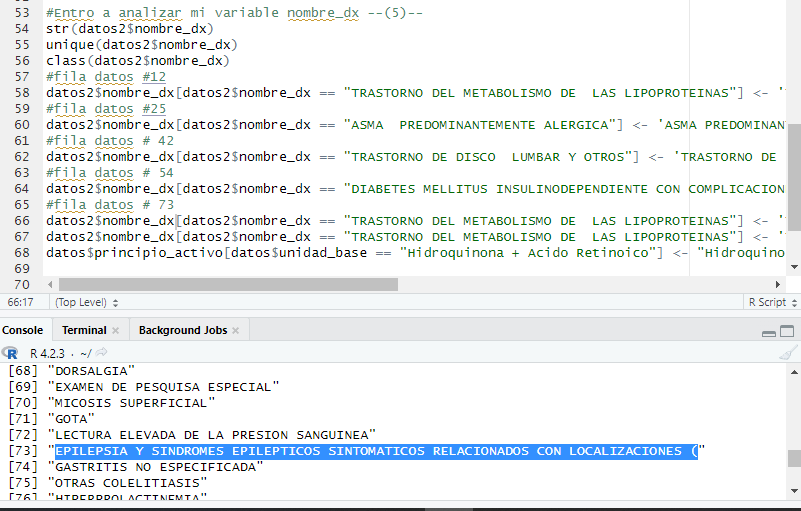 53 #Entro a analizar mi variable nombre_dx --(5)--
54 str(datos2$nombre_dx)
55 unique(datos2$nombre_dx)
56 class(datos2$nombre_dx)
57 #fila datos #12
58 datos2$nombre_dx[datos2$nombre_dx == "TRASTORNO DEL METABOLISMO DE  LAS LIPOPROTEINAS"] <- '
59 #fila datos #25
60 datos2$nombre_dx[datos2$nombre_dx == "ASMA  PREDOMINANTEMENTE ALERGICA"] <- 'ASMA PREDOMINAN
61 #fila datos # 42
62 datos2$nombre_dx[datos2$nombre_dx == "TRASTORNO DE DISCO  LUMBAR Y OTROS"] <- 'TRASTORNO DE
63 #fila datos # 54
64 datos2$nombre_dx[datos2$nombre_dx == "DIABETES MELLITUS INSULINODEPENDIENTE CON COMPLICACION
65 #fila datos # 73
66 datos2$nombre_dx[datos2$nombre_dx == "TRASTORNO DEL METABOLISMO DE  LAS LIPOPROTEINAS"] <- '
67 datos2$nombre_dx[datos2$nombre_dx == "TRASTORNO DEL METABOLISMO DE  LAS LIPOPROTEINAS"] <- '
68 datos$principio_activo[datos$unidad_base == "Hidroquinona + Acido Retinoico"] <- "Hidroquino
69
70
66:17 (Top Level) R Script
Console Terminal Background Jobs
R R 4.2.3 · ~/
[68] "DORSALGIA"
[69] "EXAMEN DE PESQUISA ESPECIAL"
[70] "MICOSIS SUPERFICIAL"
[71] "GOTA"
[72] "LECTURA ELEVADA DE LA PRESION SANGUINEA"
[73] "EPILEPSIA Y SINDROMES EPILEPTICOS SINTOMATICOS RELACIONADOS CON LOCALIZACIONES ("
[74] "GASTRITIS NO ESPECIFICADA"
[75] "OTRAS COLELITIASIS"
[76] "HIPERPROLACTINEMIA"